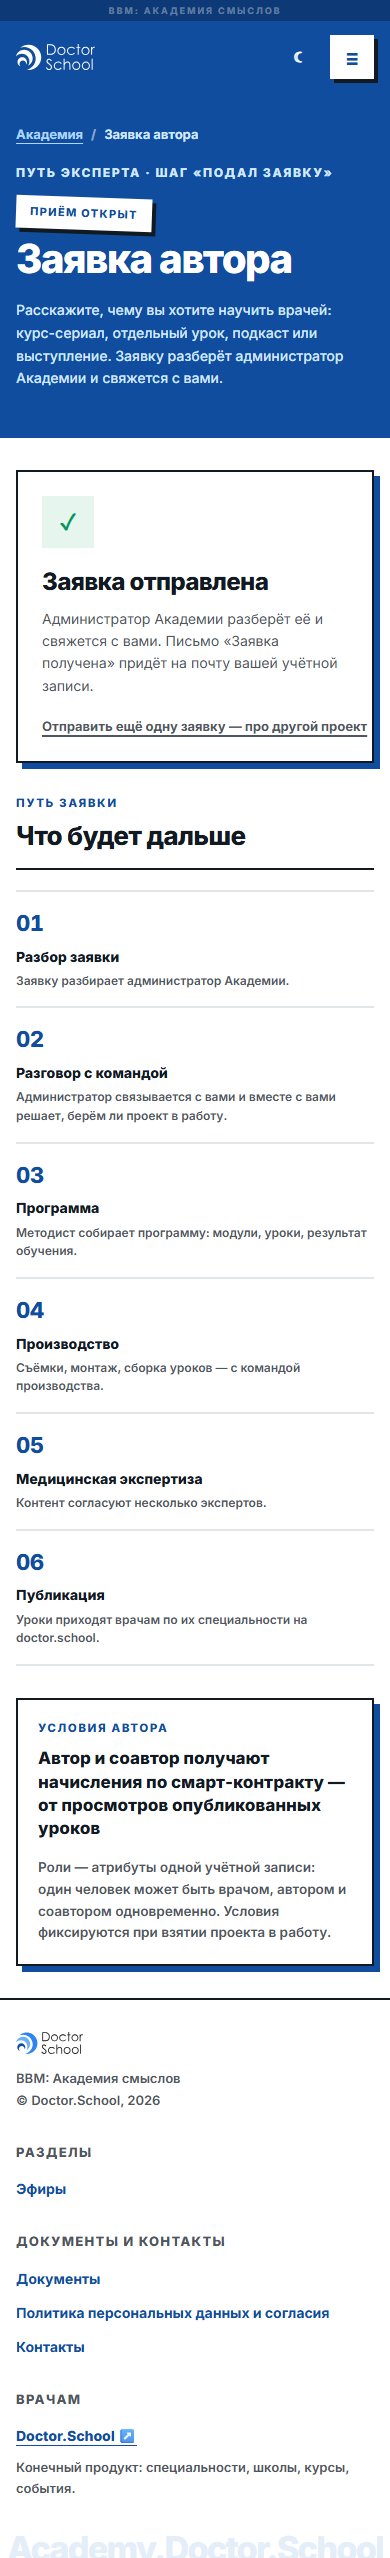 ВВМ: АКАДЕМИЯ СМЫСЛОВ
Doctor
School
Академия / Заявка автора
ПУТЬ ЭКСПЕРТА · ШАГ «ПОДАЛ ЗАЯВКУ»
ПРИЁМ ОТКРЫТ
Заявка автора
Расскажите, чему вы хотите научить врачей:
курс-сериал, отдельный урок, подкаст или
выступление. Заявку разберёт администратор
Академии и свяжется с вами.
Заявка отправлена
Администратор Академии разберёт её и
свяжется с вами. Письмо «Заявка
получена» придёт на почту вашей учётной
записи.
Отправить ещё одну заявку — про другой проект
ПУТЬ ЗАЯВКИ
Что будет дальше
01
Разбор заявки
Заявку разбирает администратор Академии.
02
Разговор с командой
Администратор связывается с вами и вместе с вами
решает, берём ли проект в работу.
03
Программа
Методист собирает программу: модули, уроки, результат
обучения.
04
Производство
Съёмки, монтаж, сборка уроков — с командой
производства.
05
Медицинская экспертиза
Контент согласуют несколько экспертов.
06
Публикация
Уроки приходят врачам по их специальности на
doctor.school.
УСЛОВИЯ АВТОРА
Автор и соавтор получают
начисления по смарт-контракту —
от просмотров опубликованных
уроков
Роли — атрибуты одной учётной записи:
один человек может быть врачом, автором и
соавтором одновременно. Условия
фиксируются при взятии проекта в работу.
Doctor
School
ВВМ: Академия смыслов
© Doctor.School, 2026
РАЗДЕЛЫ
Эфиры
ДОКУМЕНТЫ И КОНТАКТЫ
Документы
Политика персональных данных и согласия
Контакты
ВРАЧАМ
Doctor.School ↗
Конечный продукт: специальности, школы, курсы,
события.
Academy.Doctor.School